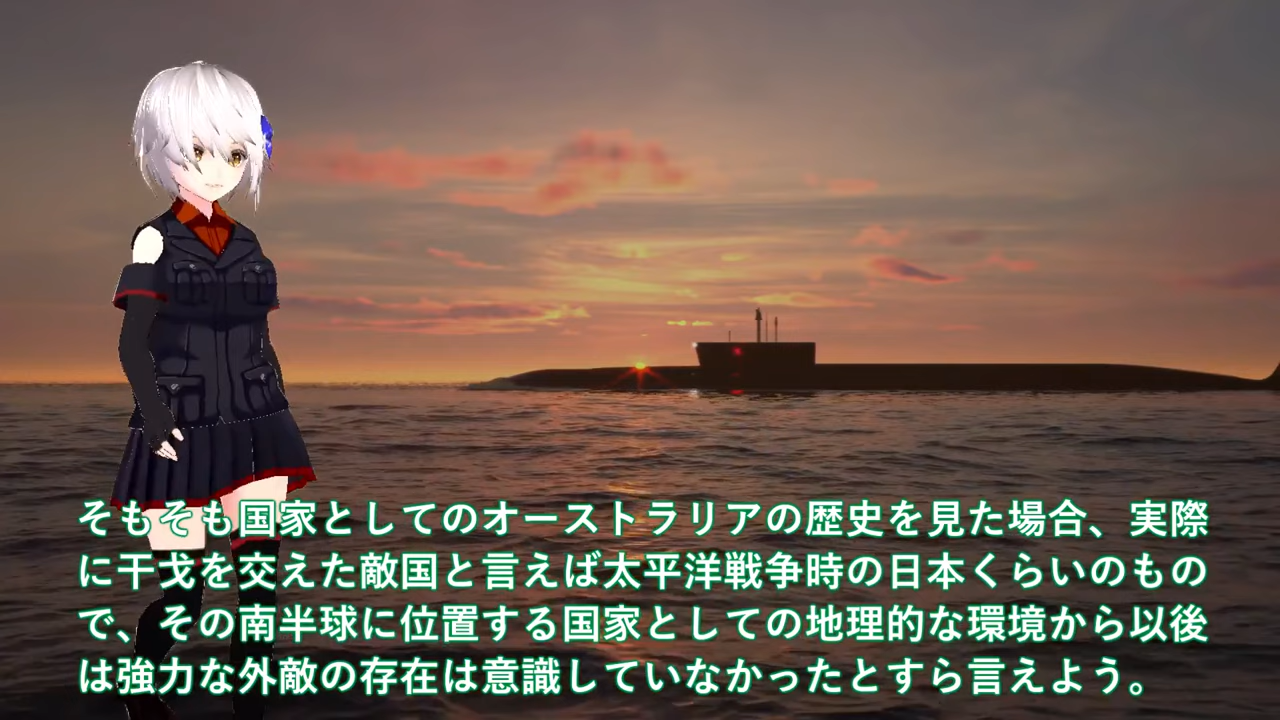 そもそも国家としてのオーストラリアの歴史を見た場合、実際
に干戈を交えた敵国と言えば太平洋戦争時の日本くらいのもの
で、その南半球に位置する国家としての地理的な環境から以後
は強力な外敵の存在は意識していなかったとすら言えよう。